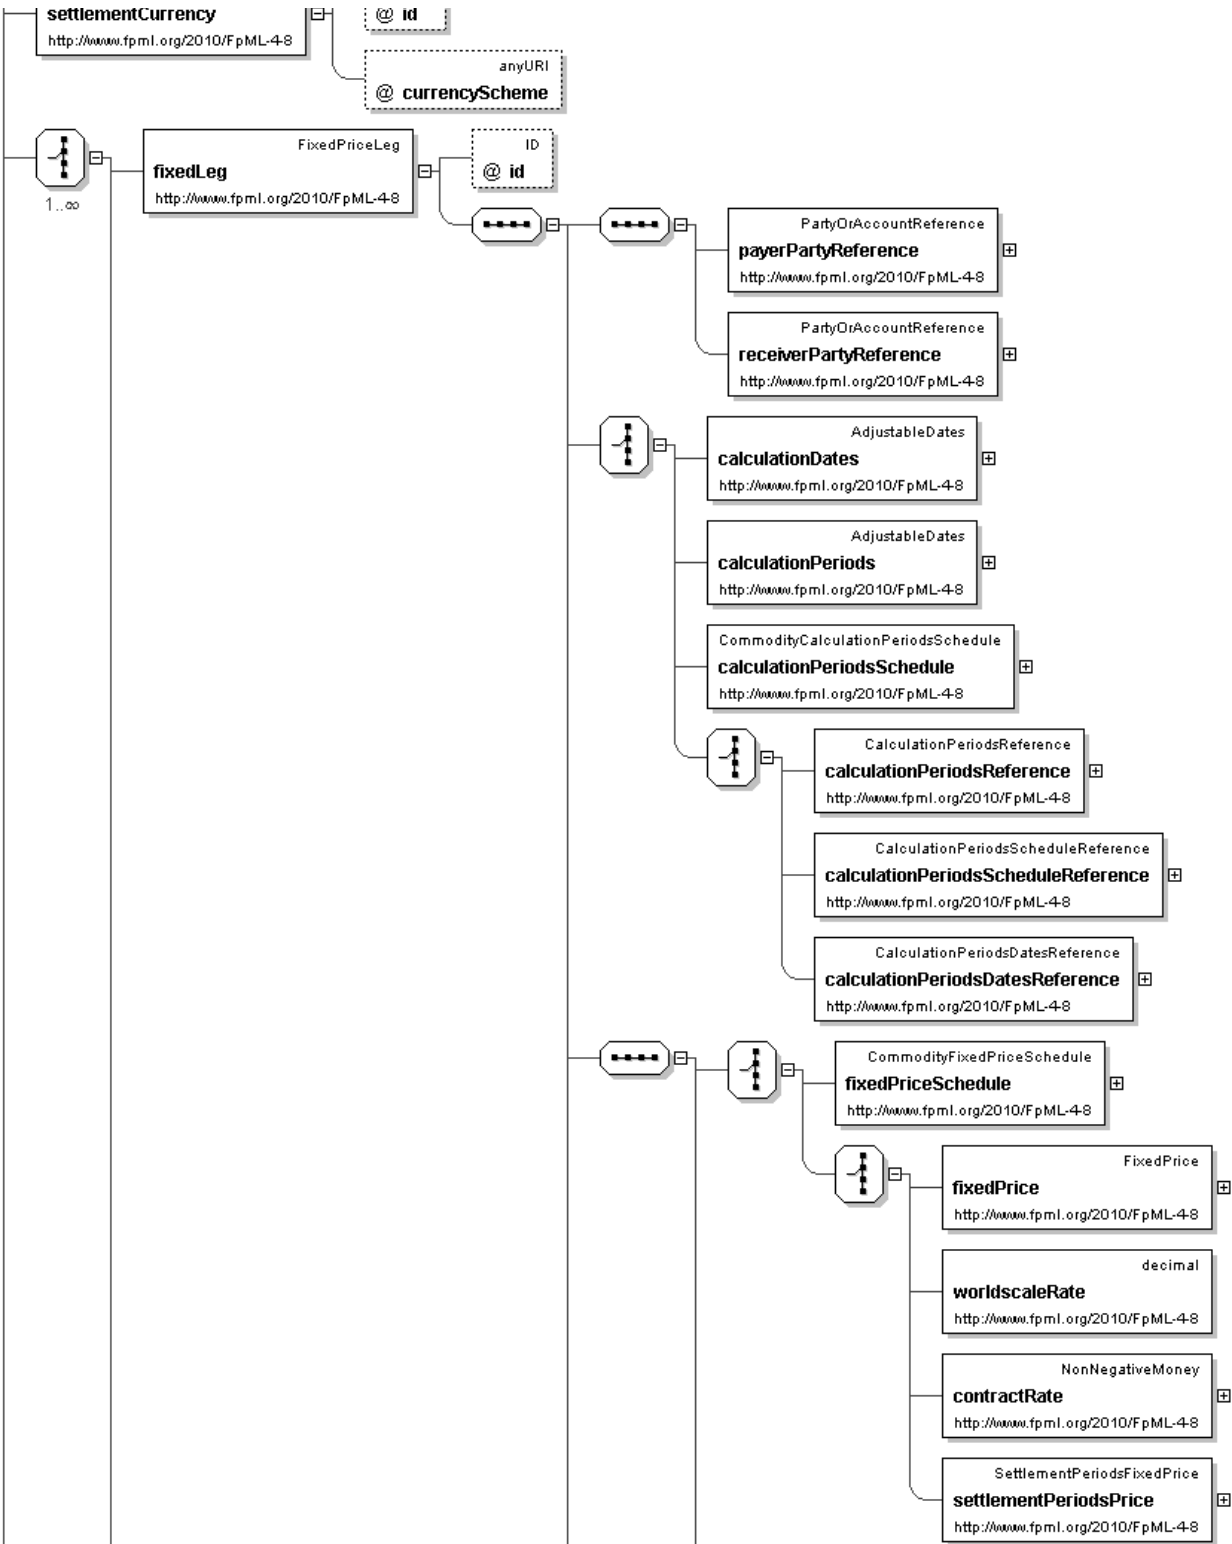 settlementCurrency
http://www.fpml.org/2010/FpML-4-8
@ id
anyURI
@ currencyScheme
1..∞
FixedPriceLeg
fixedLeg
http://www.fpml.org/2010/FpML-4-8
ID
@ id
PartyOrAccountReference
payerPartyReference
http://www.fpml.org/2010/FpML-4-8
PartyOrAccountReference
receiverPartyReference
http://www.fpml.org/2010/FpML-4-8
AdjustableDates
calculationDates
http://www.fpml.org/2010/FpML-4-8
AdjustableDates
calculationPeriods
http://www.fpml.org/2010/FpML-4-8
CommodityCalculationPeriodsSchedule
calculationPeriodsSchedule
http://www.fpml.org/2010/FpML-4-8
CalculationPeriodsReference
calculationPeriodsReference
http://www.fpml.org/2010/FpML-4-8
CalculationPeriodsScheduleReference
calculationPeriodsScheduleReference
http://www.fpml.org/2010/FpML-4-8
CalculationPeriodsDatesReference
calculationPeriodsDatesReference
http://www.fpml.org/2010/FpML-4-8
CommodityFixedPriceSchedule
fixedPriceSchedule
http://www.fpml.org/2010/FpML-4-8
FixedPrice
fixedPrice
http://www.fpml.org/2010/FpML-4-8
decimal
worldscaleRate
http://www.fpml.org/2010/FpML-4-8
NonNegativeMoney
contractRate
http://www.fpml.org/2010/FpML-4-8
SettlementPeriodsFixedPrice
settlementPeriodsPrice
http://www.fpml.org/2010/FpML-4-8